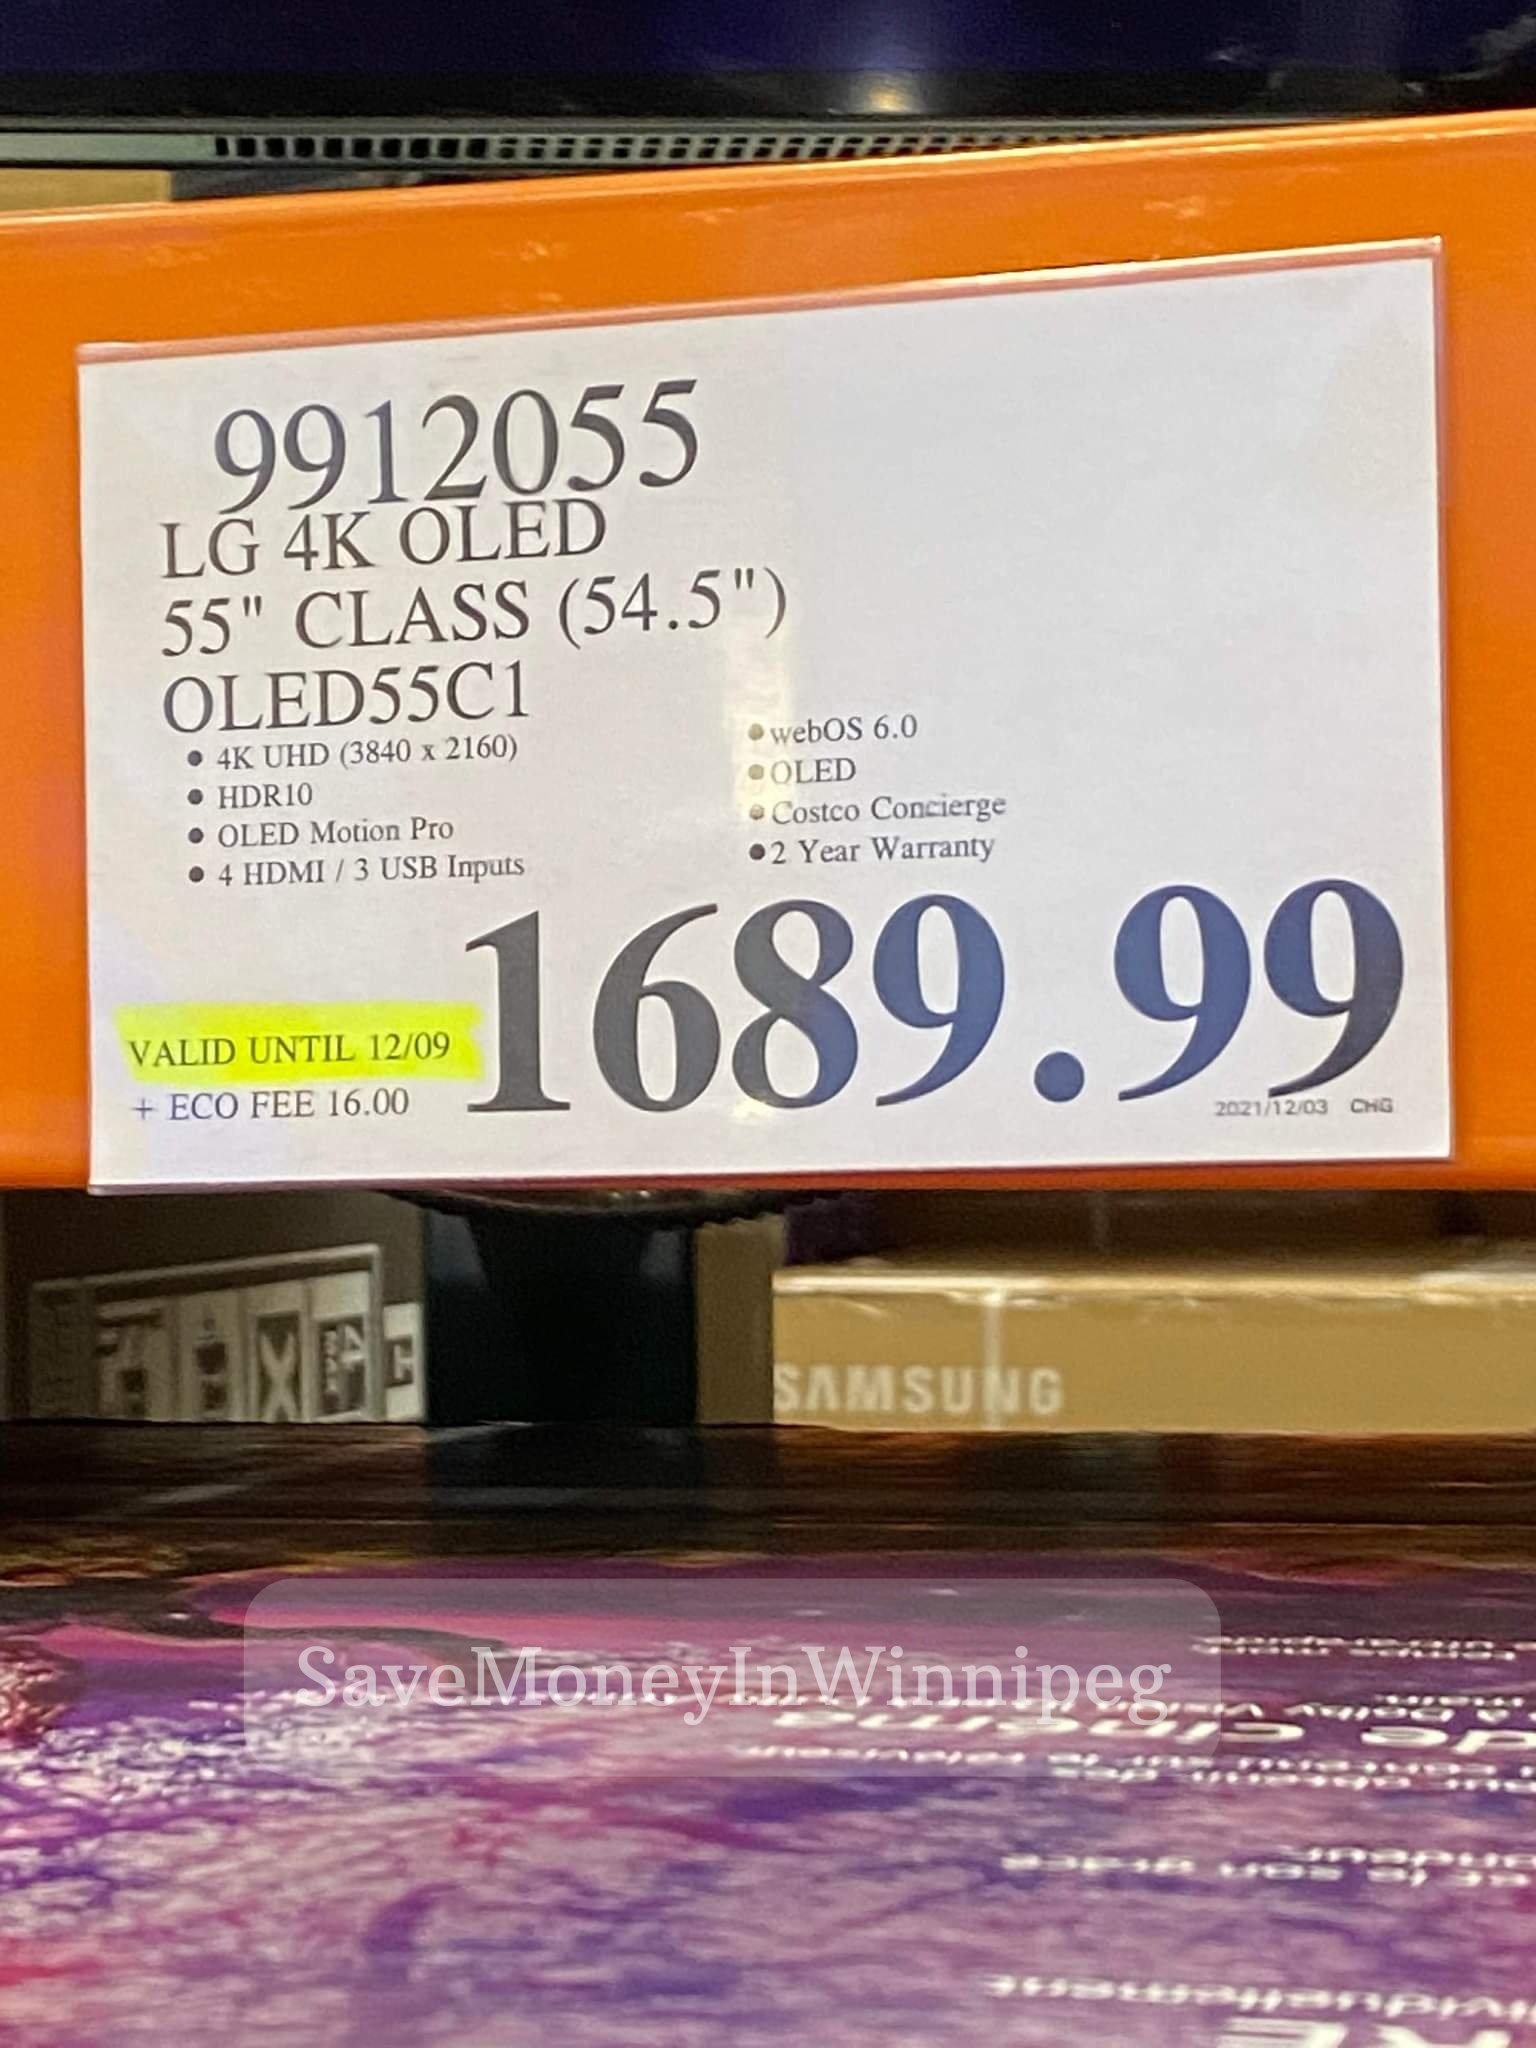 9912055
LG 4K OLED
55" CLASS (54.5")
OLED55C1
• 4K UHD (3840 x 2160)
• HDR10
• OLED Motion Pro
• 4 HDMI / 3 USB Inputs
• webOS 6.0
• OLED
• Costco Concierge
• 2 Year Warranty
1689.99
VALID UNTIL 12/09
+ ECO FEE 16.00
2021/12/03 CHG
SAMSUNG
SaveMoneyInWinnipeg